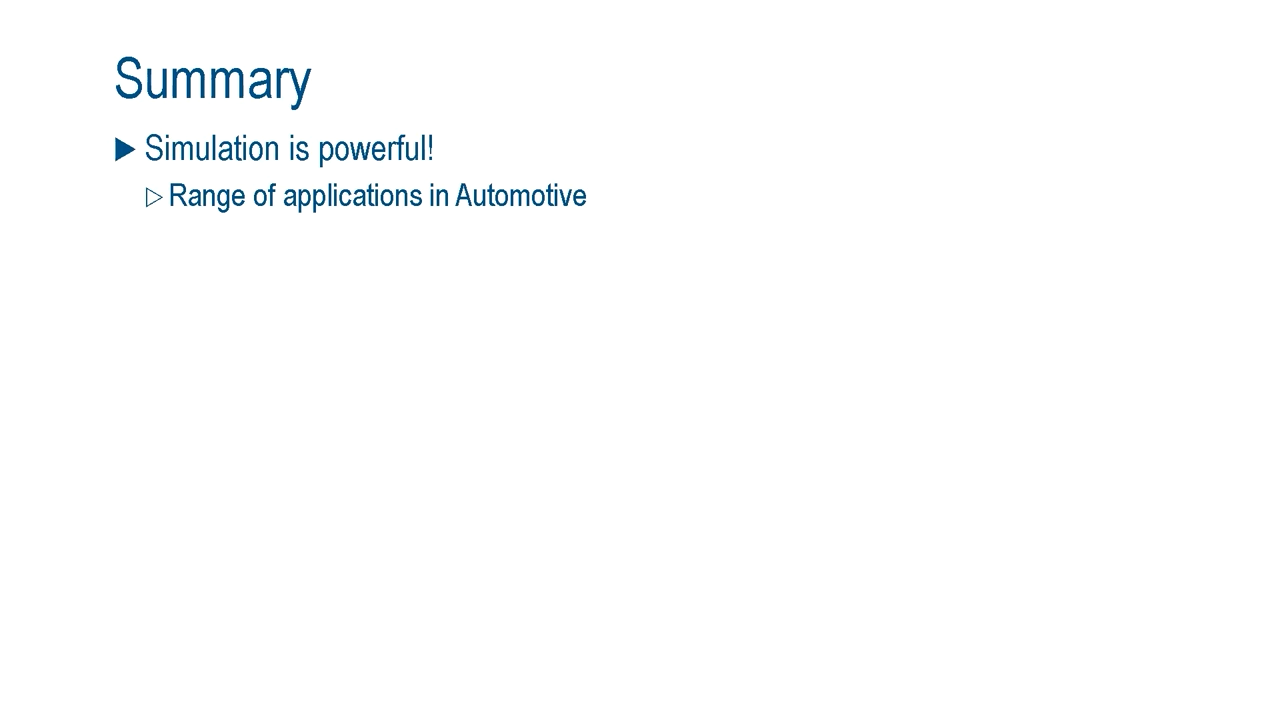 Summary
▶ Simulation is powerful!
▷ Range of applications in Automotive